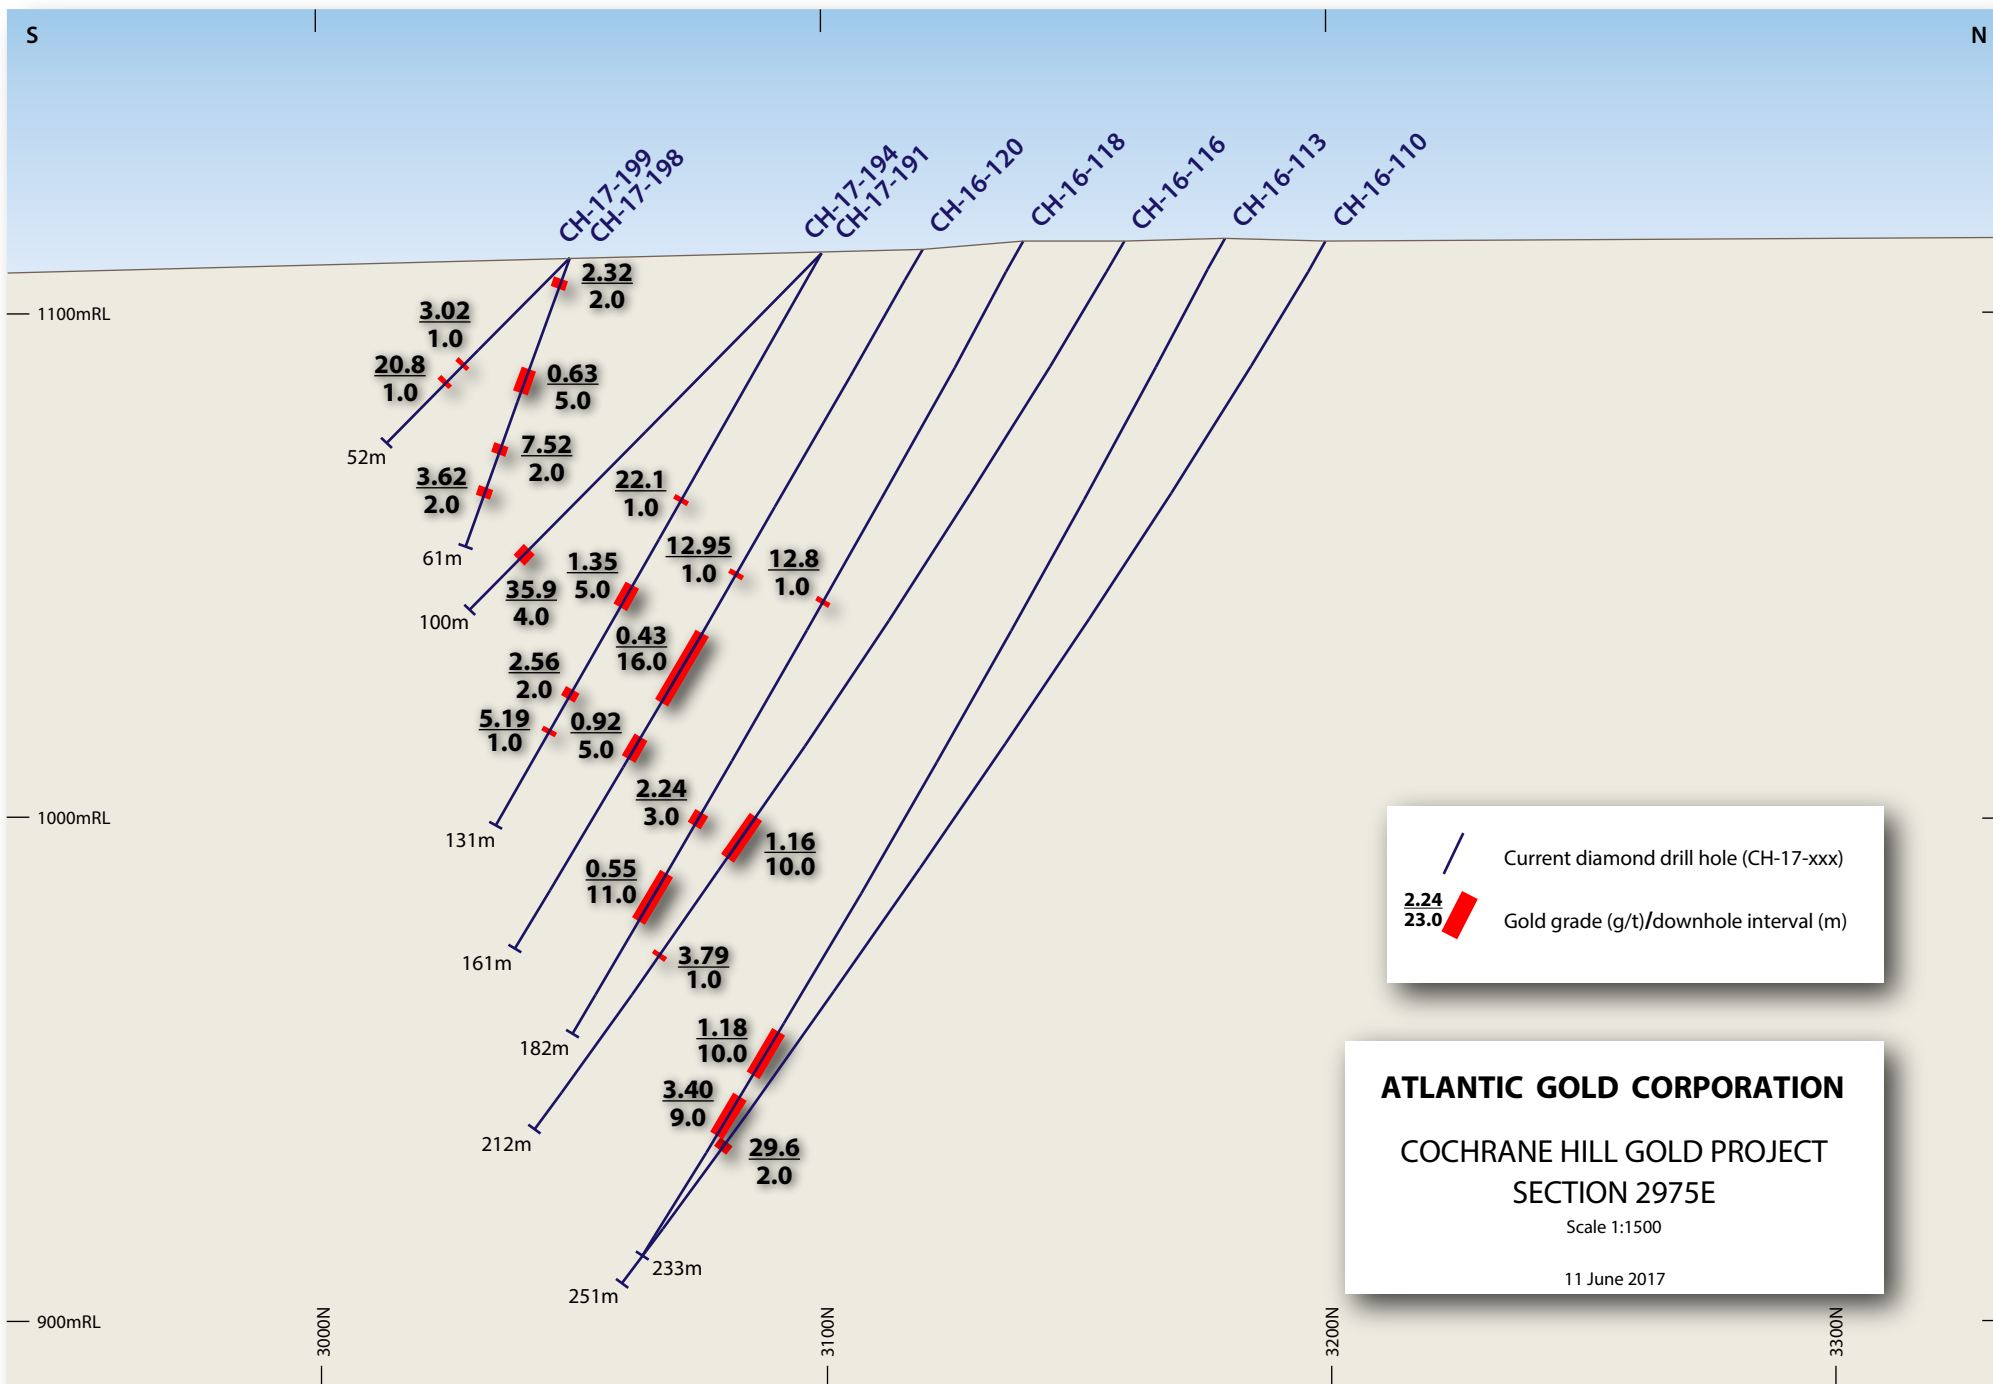 S
N
CH-17-199
CH-17-198
CH-17-194
CH-17-191
CH-16-120
CH-16-118
CH-16-116
CH-16-113
CH-16-110
1100mRL
2.32
2.0
3.02
1.0
20.8
1.0
0.63
5.0
52m
7.52
2.0
3.62
2.0
61m
22.1
1.0
12.95
1.0
12.8
1.0
1.35
5.0
35.9
4.0
100m
0.43
16.0
2.56
2.0
5.19
1.0
0.92
5.0
2.24
3.0
1000mRL
131m
1.16
10.0
0.55
11.0
161m
3.79
1.0
182m
1.18
10.0
3.40
9.0
212m
29.6
2.0
233m
251m
900mRL
3000N
3100N
3200N
3300N
Current diamond drill hole (CH-17-xxx)
2.24
23.0
Gold grade (g/t)/downhole interval (m)
ATLANTIC GOLD CORPORATION
COCHRANE HILL GOLD PROJECT
SECTION 2975E
Scale 1:1500
11 June 2017